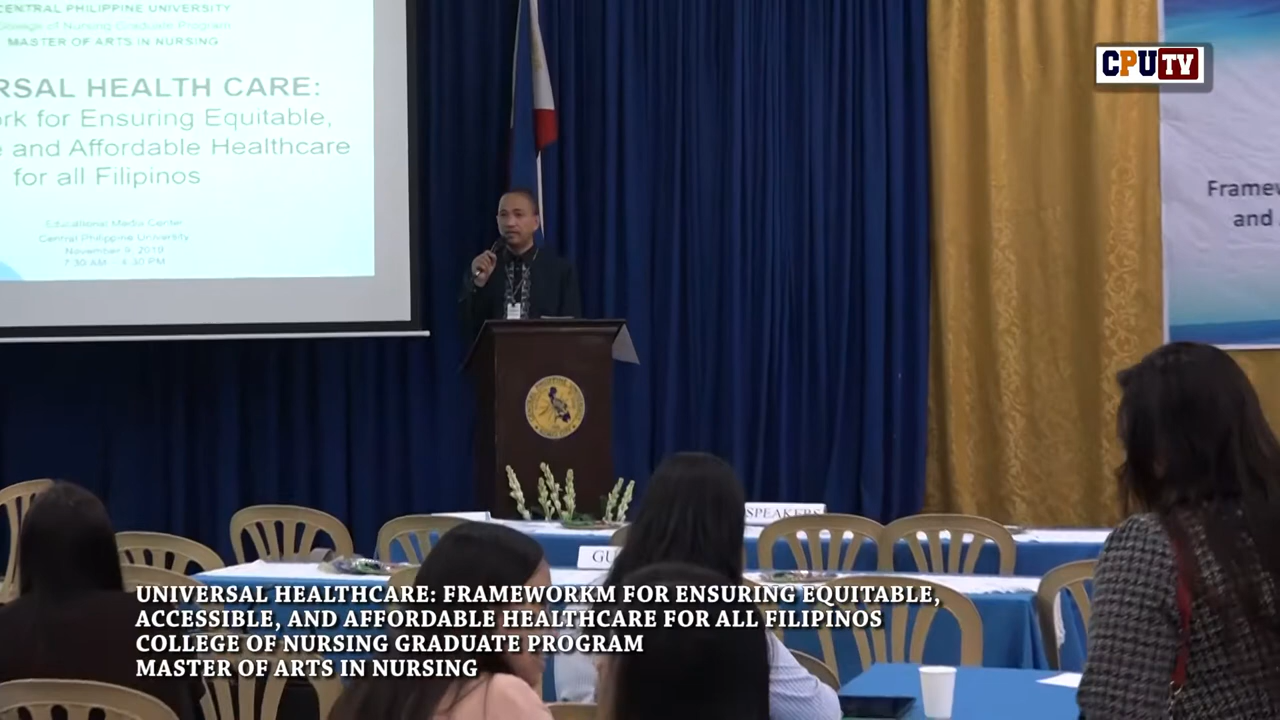 CENTRAL PHILIPPINE UNIVERSITY
College of Nursing Graduate Program
MASTER OF ARTS IN NURSING
RSAL HEALTH CARE:
ork for Ensuring Equitable,
e and Affordable Healthcare
for all Filipinos
Educational Media Center
Central Philippine University
November 9, 2019
7:30 AM - 4:30 PM
CPUTV
Framew
and
SPEAKERS
GU
UNIVERSAL HEALTHCARE: FRAMEWORKM FOR ENSURING EQUITABLE,
ACCESSIBLE, AND AFFORDABLE HEALTHCARE FOR ALL FILIPINOS
COLLEGE OF NURSING GRADUATE PROGRAM
MASTER OF ARTS IN NURSING